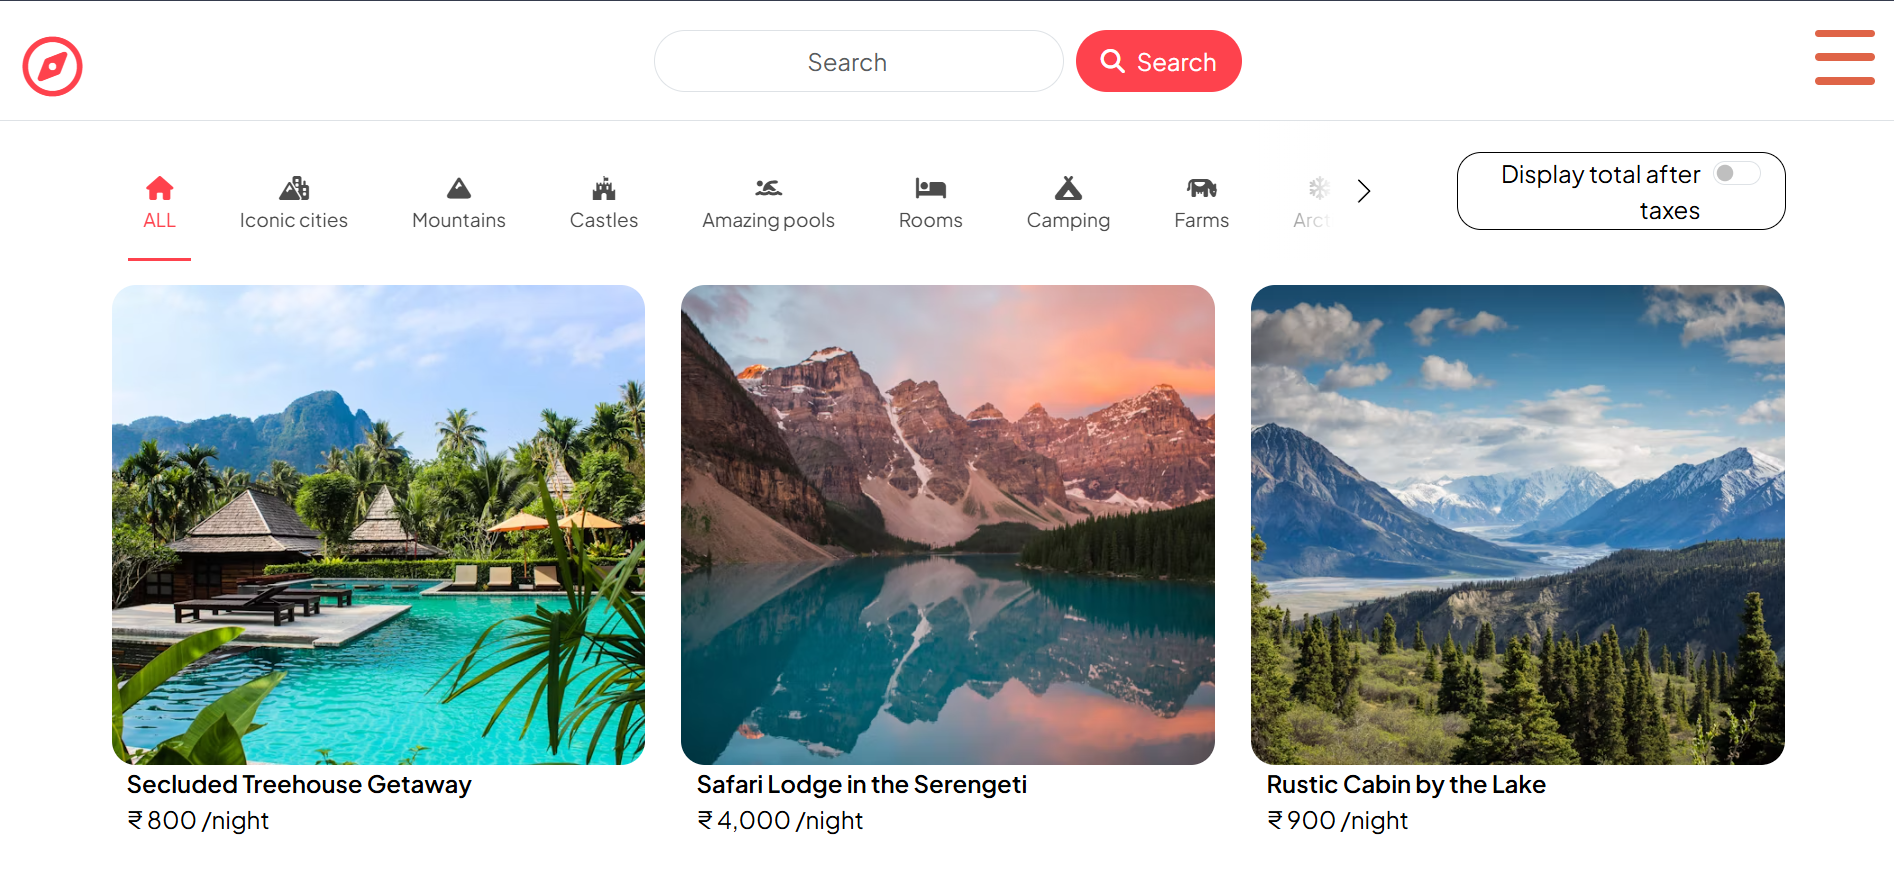 Search
Search
ALL
Iconic cities
Mountains
Castles
Amazing pools
Rooms
Camping
Farms
Arct
Display total after
taxes
Secluded Treehouse Getaway
₹ 800 /night
Safari Lodge in the Serengeti
₹ 4,000 /night
Rustic Cabin by the Lake
₹ 900 /night